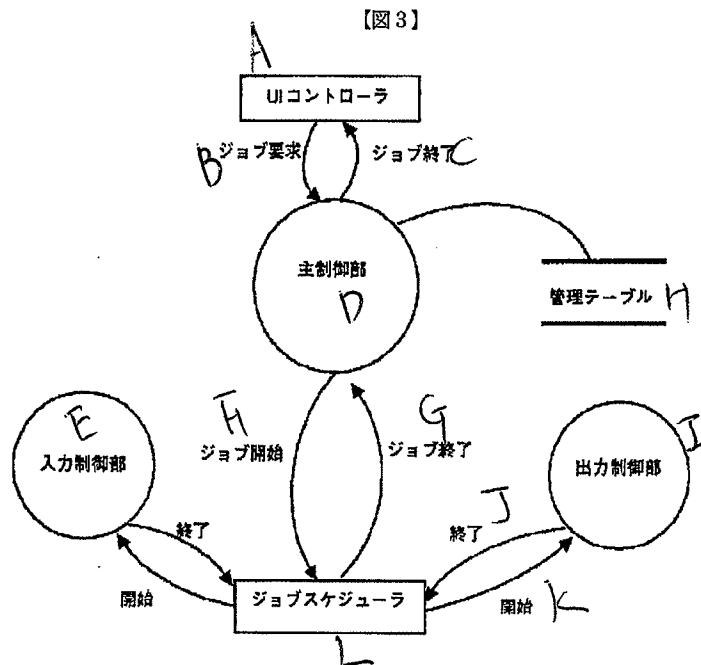 【図3】
A
UIコントローラ
B ジョブ要求
ジョブ終了 C
主制御部
D
管理テーブル H
E
入力制御部
ジョブ開始
G
ジョブ終了
I
出力制御部
終了
J
終了
開始
ジョブスケジューラ
開始 K
L